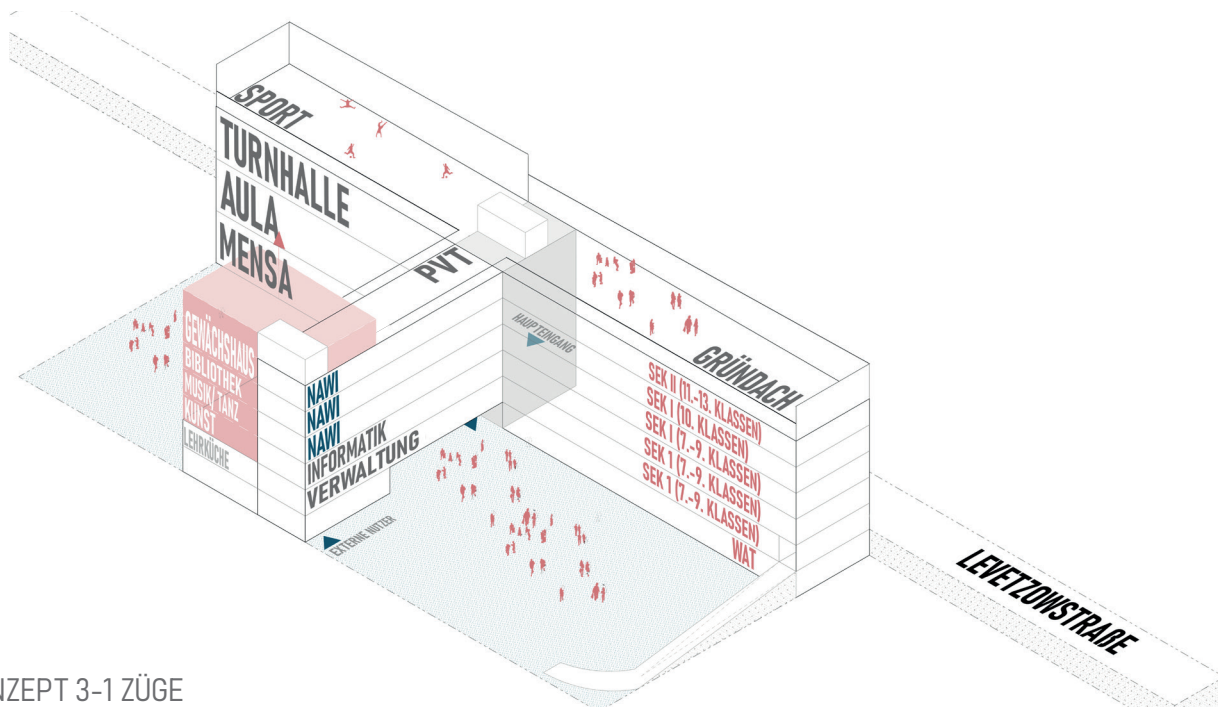 SPORT
TURNHALLE
AULA
MENSA
PVT
GEWÄCHSHAUS
BIBLIOTHEK
MUSIK/ TANZ
KUNST
LEHRKÜCHE
NAWI
NAWI
NAWI
INFORMATIK
VERWALTUNG
EXTERNE NUTZER
HAUPTEINGANG
GRÜNDACH
SEK II (11.-13. KLASSEN)
SEK I (10. KLASSEN)
SEK I (7.-9. KLASSEN)
SEK 1 (7.-9. KLASSEN)
SEK 1 (7.-9. KLASSEN)
WAT
LEVETZOWSTRAßE
NZEPT 3-1 ZÜGE